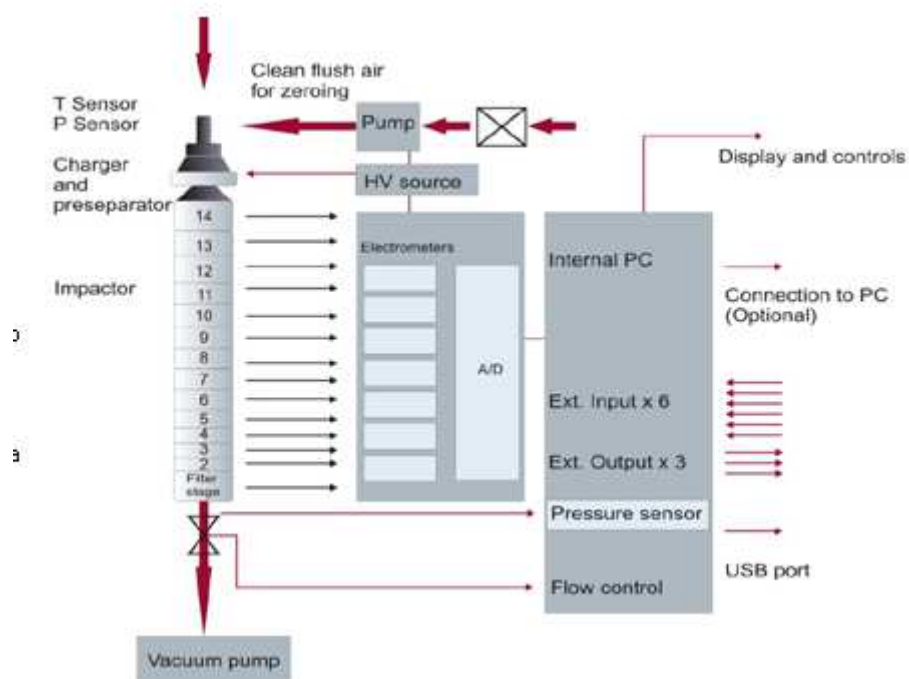 Clean flush air
for zeroing
T Sensor
P Sensor
Pump
Display and controls
Charger
and
preseparator
HV source
14
13
12
11
10
9
8
7
6
5
4
3
2
Filter
stage
Impactor
Electrometers
A/D
Internal PC
Connection to PC
(Optional)
Ext. Input x 6
Ext. Output x 3
Pressure sensor
USB port
Flow control
Vacuum pump
a